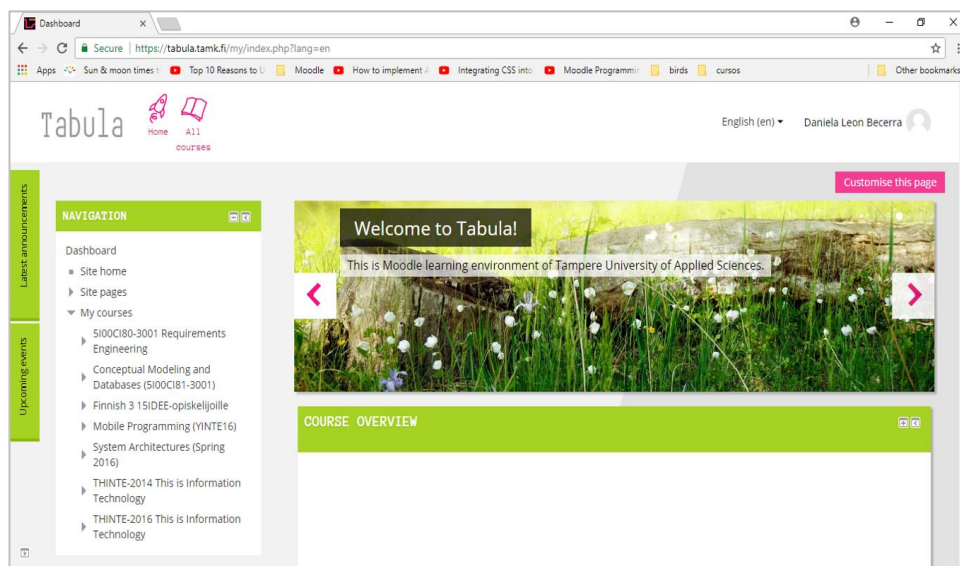 Dashboard
Secure | https://tabula.tamk.fi/my/index.php?lang=en
Apps Sun & moon times Top 10 Reasons to U Moodle How to implement Integrating CSS into Moodle Programmin birds cursos Other bookmarks
Tabula
Home
All
courses
English (en)
Daniela Leon Becerra
Customise this page
Latest announcements
Upcoming events
NAVIGATION
Dashboard
Site home
Site pages
My courses
5I00CI80-3001 Requirements
Engineering
Conceptual Modeling and
Databases (5I00CI81-3001)
Finnish 3 15IDEE-opiskelijoille
Mobile Programming (YINTE16)
System Architectures (Spring
2016)
THINTE-2014 This is Information
Technology
THINTE-2016 This is Information
Technology
Welcome to Tabula!
This is Moodle learning environment of Tampere University of Applied Sciences.
COURSE OVERVIEW